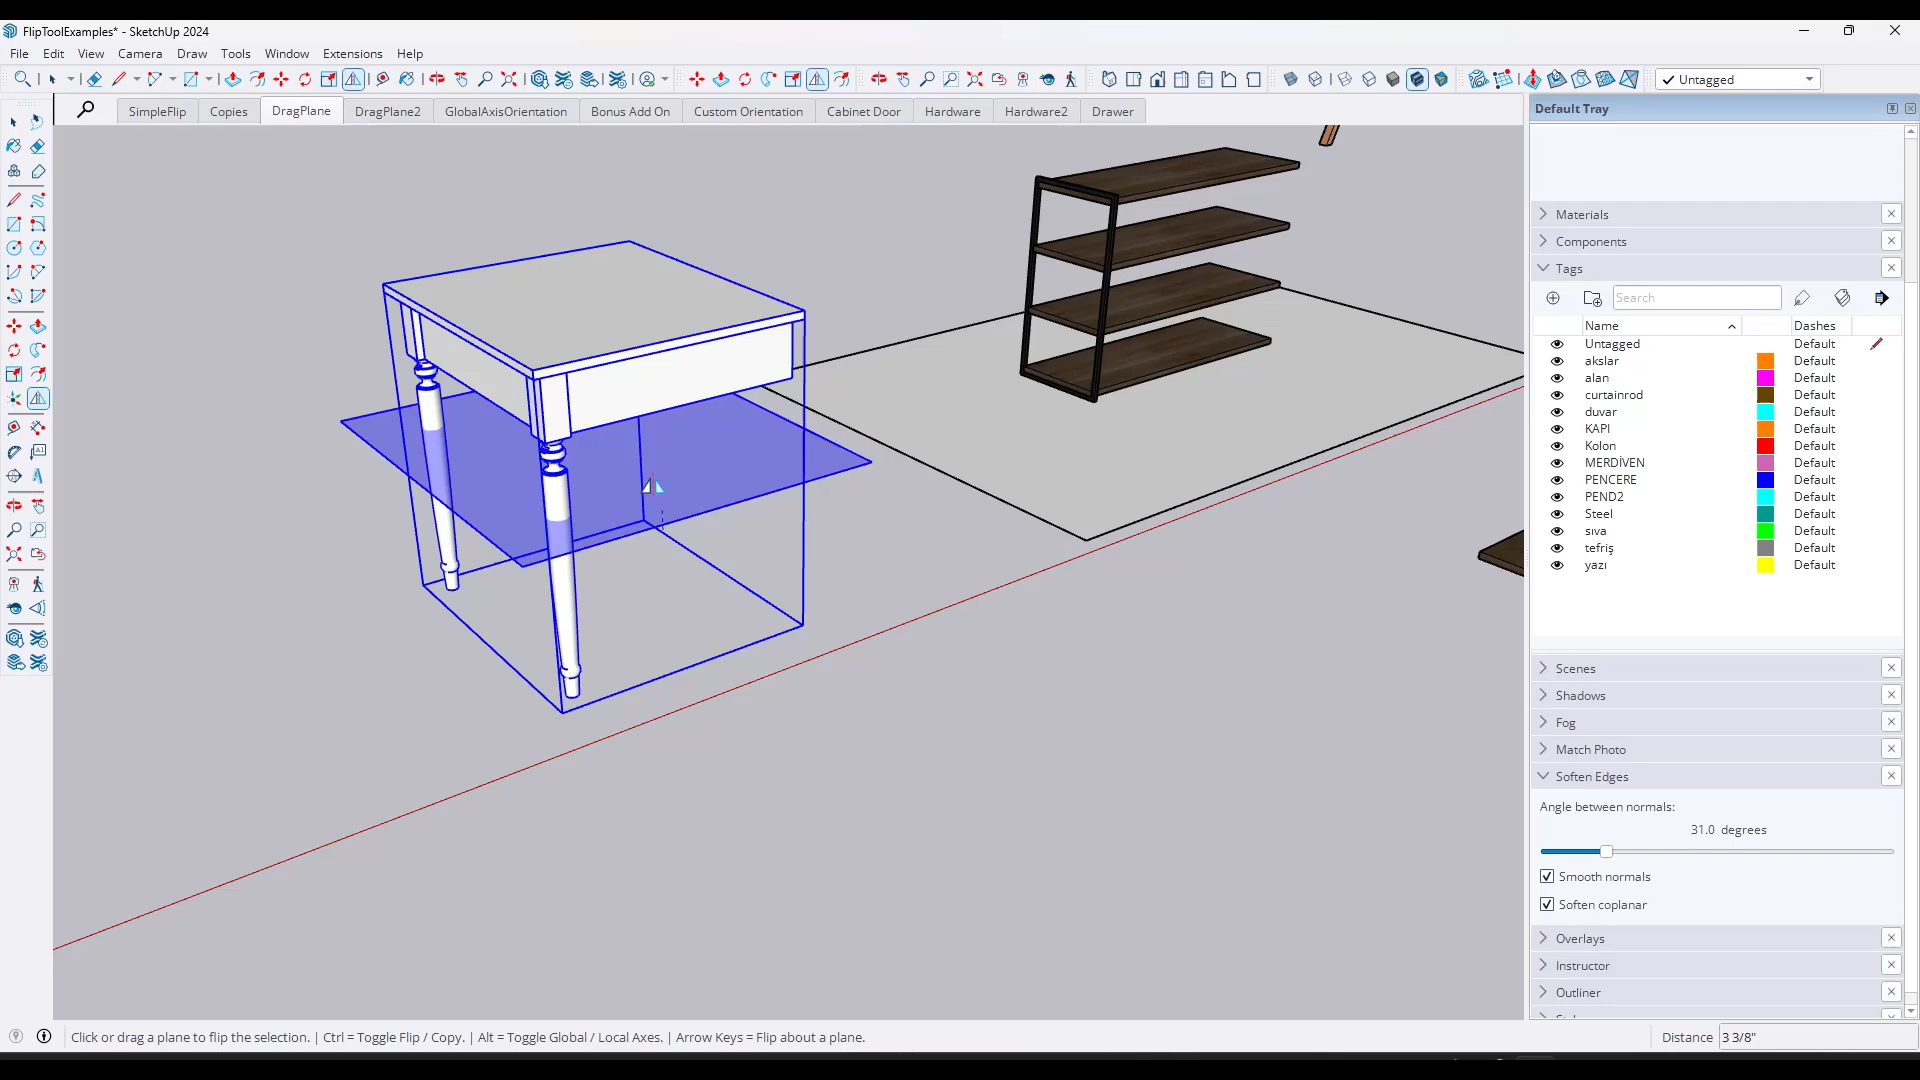 FlipToolExamples* - SketchUp 2024
File Edit View Camera Draw Tools Window Extensions Help
Untagged
SimpleFlip Copies DragPlane DragPlane2 GlobalAxisOrientation Bonus Add On Custom Orientation Cabinet Door Hardware Hardware2 Drawer
Default Tray
Materials
Components
Tags
Search
Name Dashes
Untagged Default
akslar Default
alan Default
curtainrod Default
duvar Default
KAPI Default
Kolon Default
MERDİVEN Default
PENCERE Default
PEND2 Default
Steel Default
sıva Default
tefriş Default
yazı Default
Scenes
Shadows
Fog
Match Photo
Soften Edges
Angle between normals:
31.0 degrees
Smooth normals
Soften coplanar
Overlays
Instructor
Outliner
Click or drag a plane to flip the selection. | Ctrl = Toggle Flip / Copy. | Alt = Toggle Global / Local Axes. | Arrow Keys = Flip about a plane.
Distance 3 3/8"